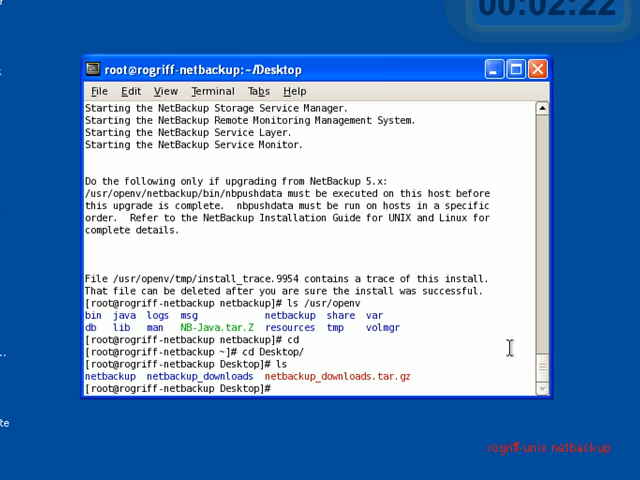 00:02:22
root@rogriff-netbackup:~/Desktop
File Edit View Terminal Tabs Help
Starting the NetBackup Storage Service Manager.
Starting the NetBackup Remote Monitoring Management System.
Starting the NetBackup Service Layer.
Starting the NetBackup Service Monitor.
Do the following only if upgrading from NetBackup 5.x:
/usr/openv/netbackup/bin/nbpushdata must be executed on this host before
this upgrade is complete.  nbpushdata must be run on hosts in a specific
order.  Refer to the NetBackup Installation Guide for UNIX and Linux for
complete details.
File /usr/openv/tmp/install_trace.9954 contains a trace of this install.
That file can be deleted after you are sure the install was successful.
[root@rogriff-netbackup netbackup]# ls /usr/openv
bin  java  logs  msg          netbackup  share  var
db   lib   man   NB-Java.tar.Z  resources  tmp    volmgr
[root@rogriff-netbackup netbackup]# cd
[root@rogriff-netbackup ~]# cd Desktop/
[root@rogriff-netbackup Desktop]# ls
netbackup  netbackup_downloads  netbackup_downloads.tar.gz
[root@rogriff-netbackup Desktop]#
te
rogriff-unix netbackup